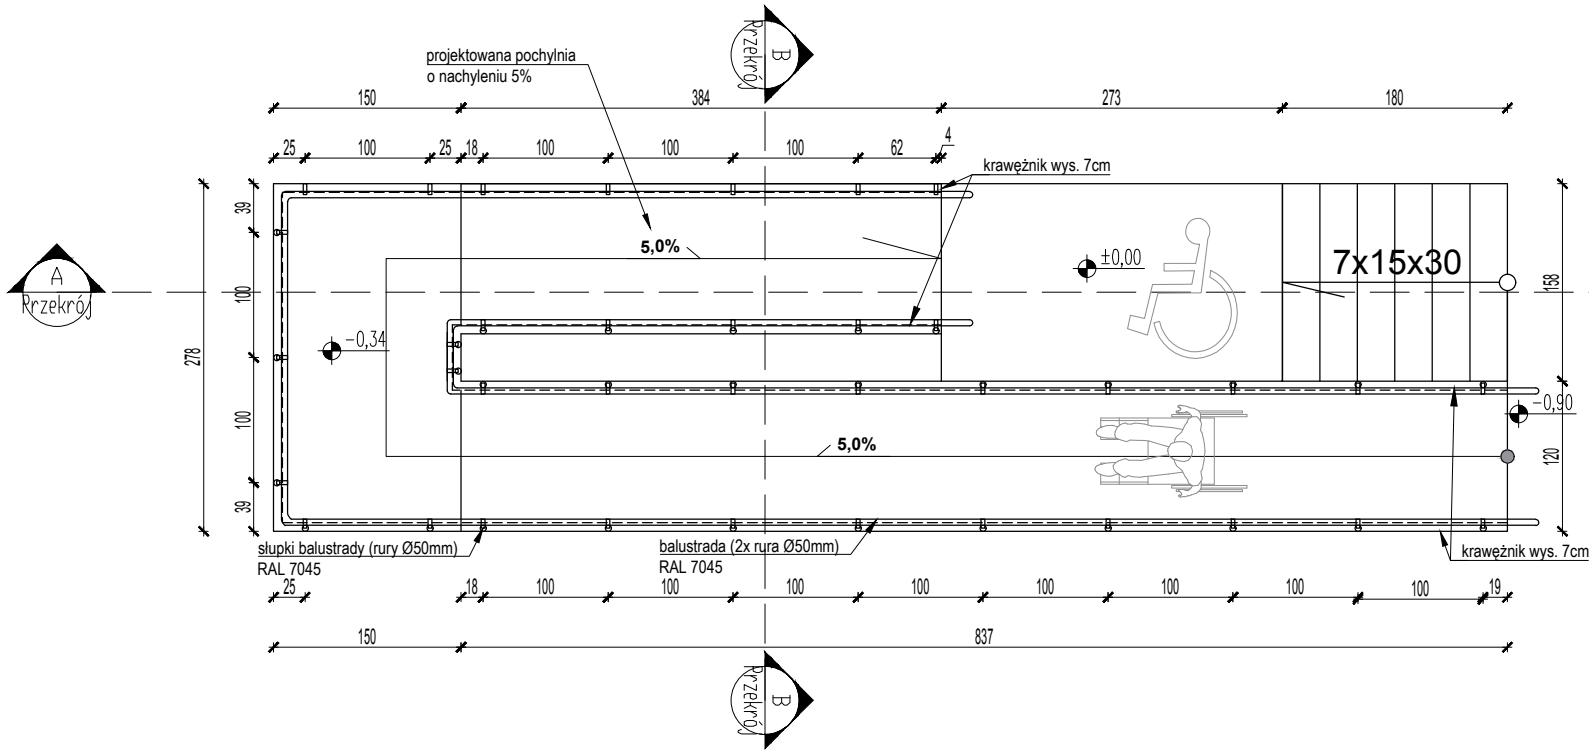 Przekrój
B
projektowana pochylnia
o nachyleniu 5%
150
384
273
180
25
100
25
18
100
100
100
62
4
krawężnik wys. 7cm
5,0%
±0,00
7x15x30
A
Przekrój
39
100
100
39
278
-0,34
158
120
-0,90
5,0%
słupki balustrady (rury Ø50mm)
RAL 7045
balustrada (2x rura Ø50mm)
RAL 7045
krawężnik wys. 7cm
25
18
100
100
100
100
100
100
100
100
19
150
837
Przekrój
B